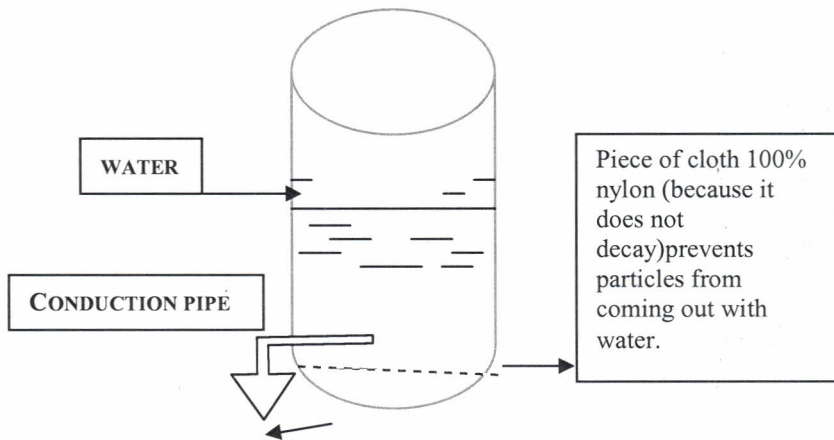 WATER
Piece of cloth 100%
nylon (because it
does not
decay)prevents
particles from
coming out with
water.
CONDUCTION PIPE